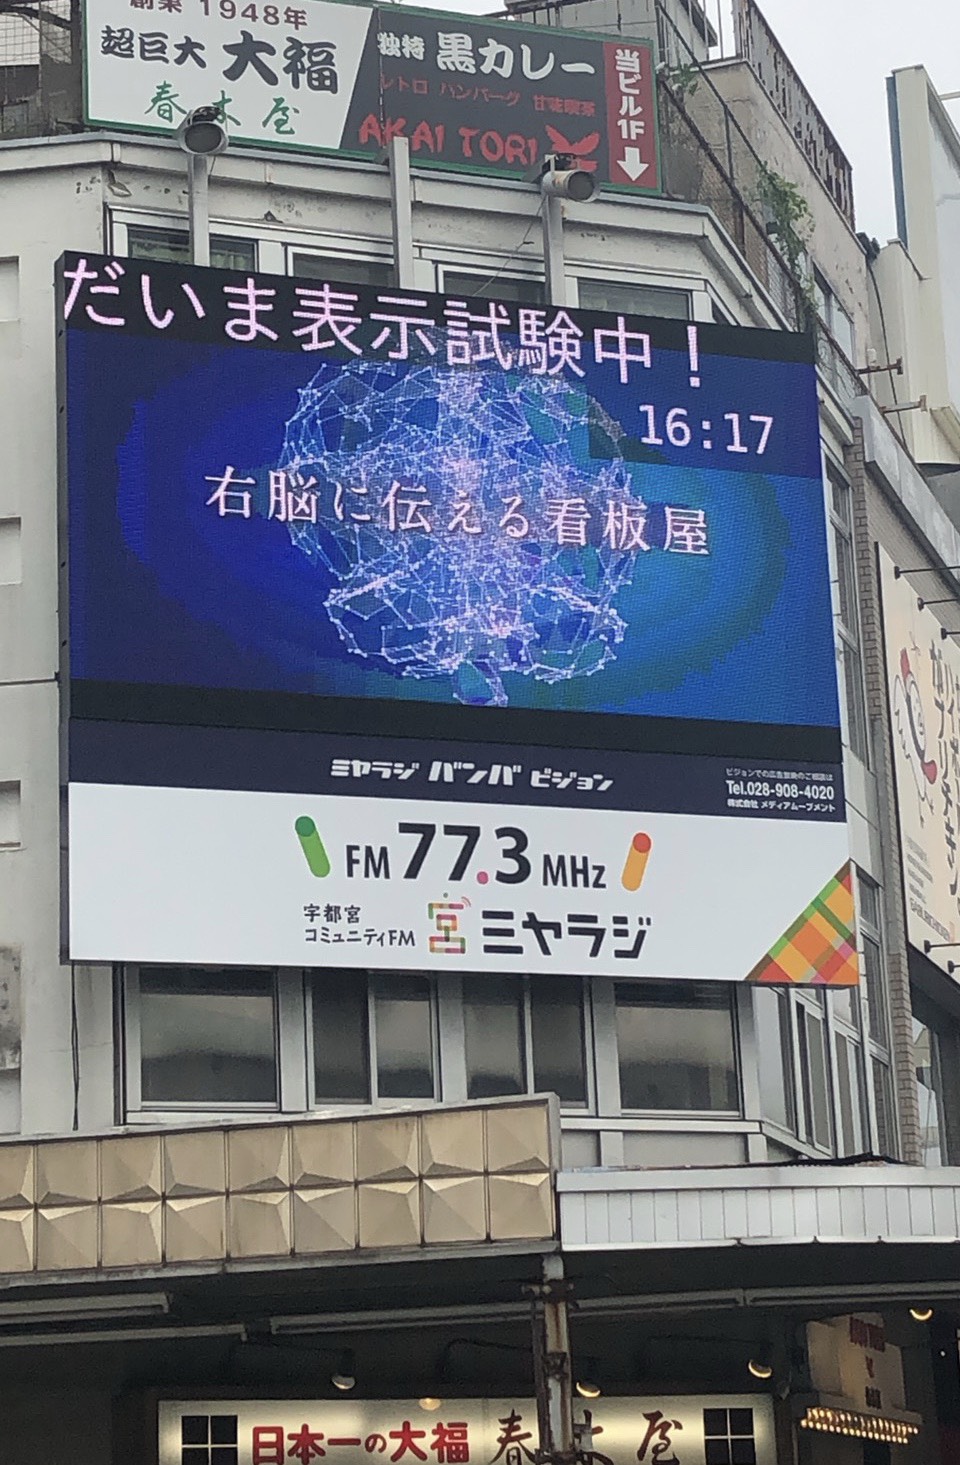 創業 1948年
超巨大 大福
春木屋
独特 黒カレー
レトロ ハンバーグ 甘味喫茶
AKAI TORI
当ビル1F
だいま表示試験中!
16:17
右脳に伝える看板屋
ミヤラジ バンバ ビジョン
ビジョンでの広告放映のご相談は
Tel.028-908-4020
株式会社 メディアムーブメント
FM 77.3 MHz
宇都宮
コミュニティFM
宮 ミヤラジ
日本一の大福 春木屋